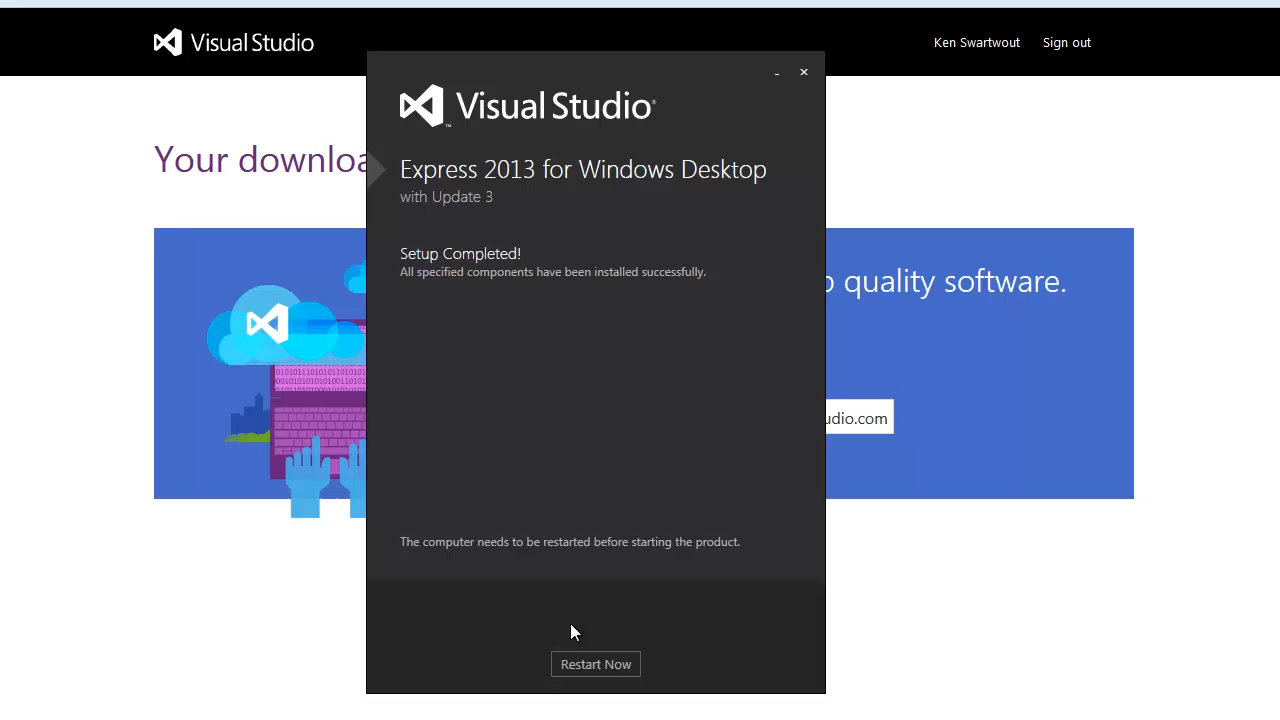 Visual Studio
Ken Swartwout
Sign out
Visual Studio
Your downloa
Express 2013 for Windows Desktop
with Update 3
Setup Completed!
All specified components have been installed successfully.
quality software.
udio.com
The computer needs to be restarted before starting the product.
Restart Now